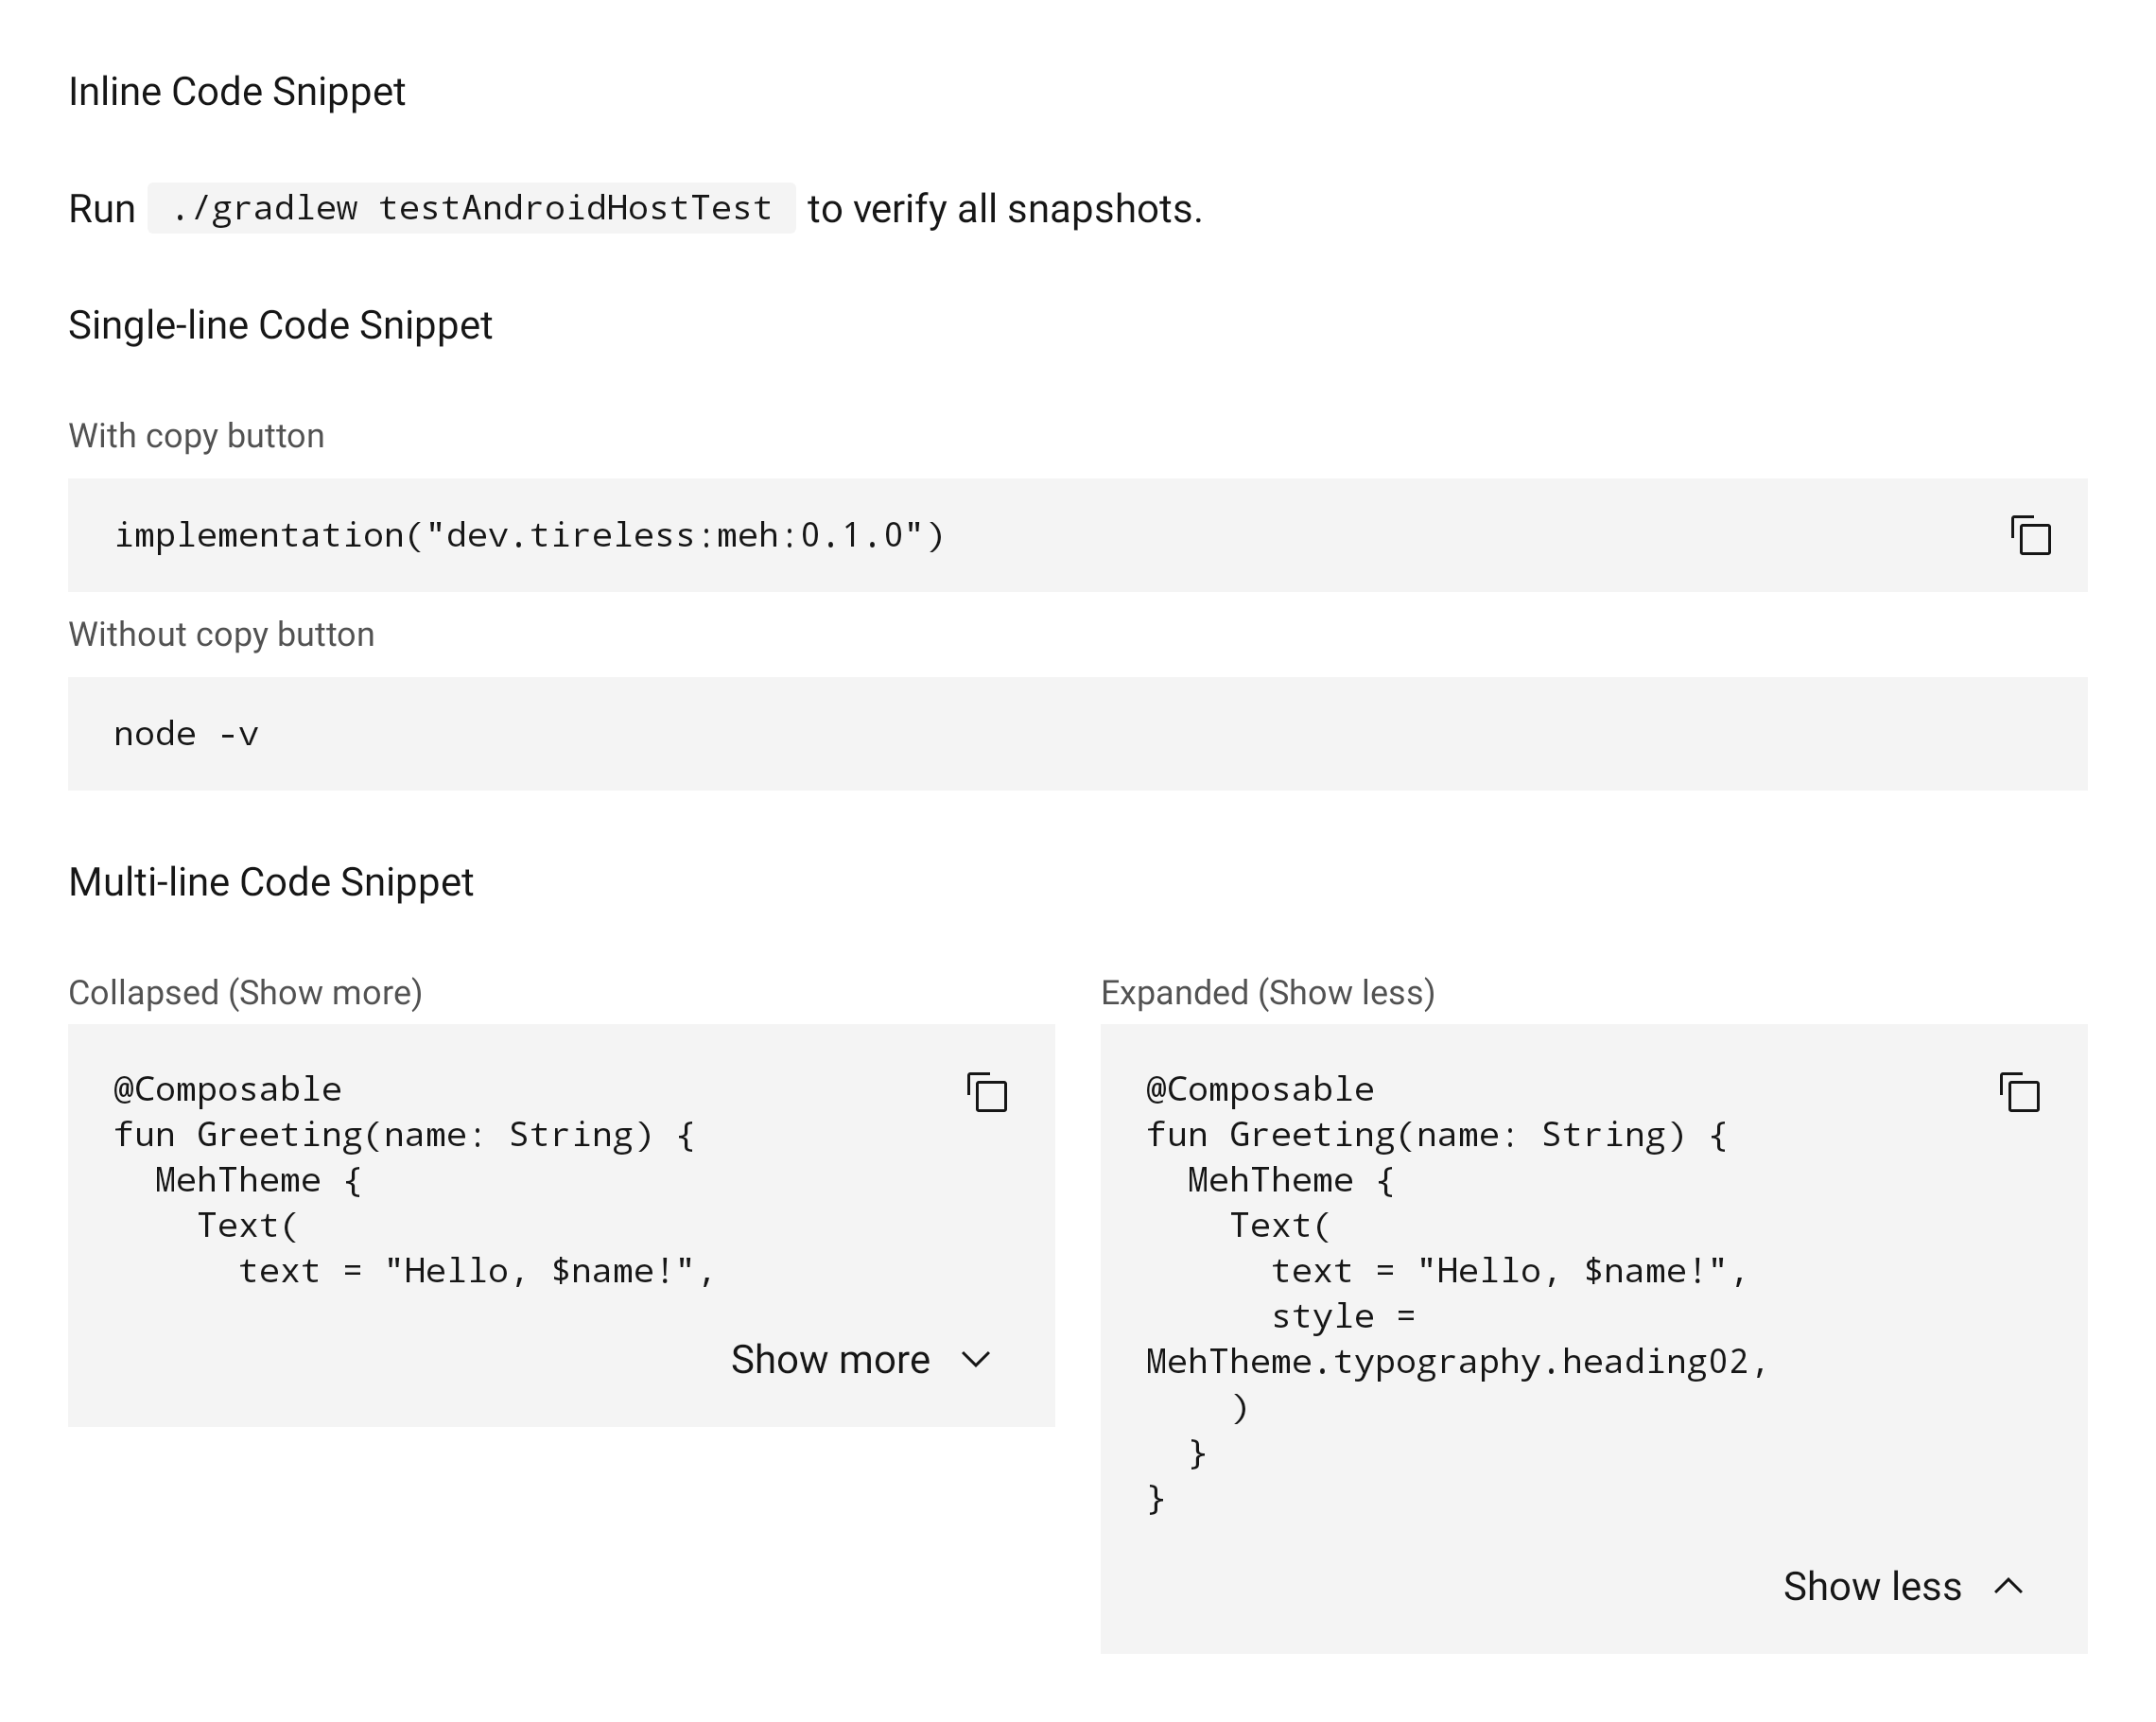 Inline Code Snippet
Run ./gradlew testAndroidHostTest to verify all snapshots.
Single-line Code Snippet
With copy button
implementation("dev.tireless:meh:0.1.0")
Without copy button
node -v
Multi-line Code Snippet
Collapsed (Show more)
@Composable
fun Greeting(name: String) {
  MehTheme {
    Text(
      text = "Hello, $name!",
Show more
Expanded (Show less)
@Composable
fun Greeting(name: String) {
  MehTheme {
    Text(
      text = "Hello, $name!",
      style =
MehTheme.typography.heading02,
    )
  }
}
Show less